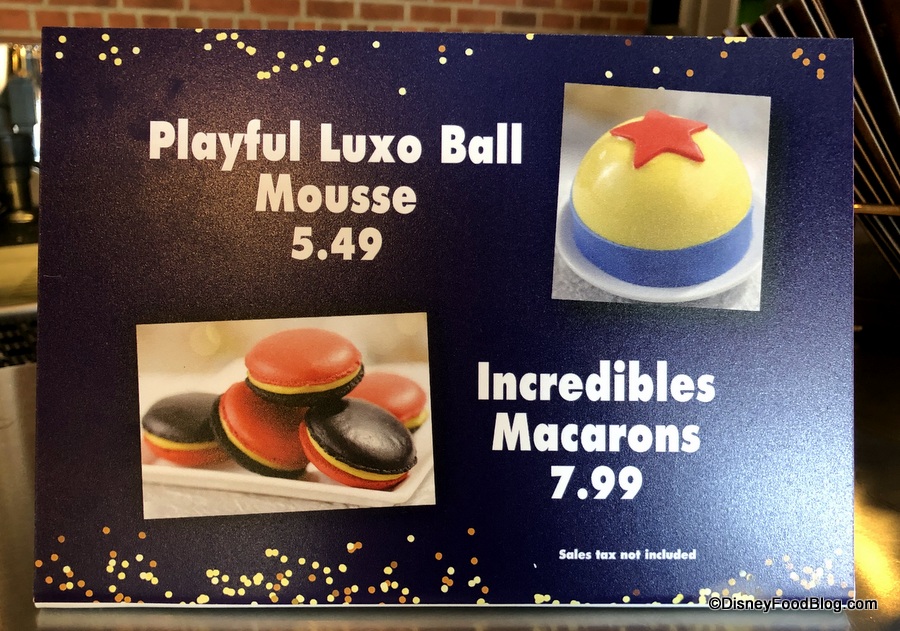 Playful Luxo Ball
Mousse
5.49
Incredibles
Macarons
7.99
Sales tax not included
©DisneyFoodBlog.com